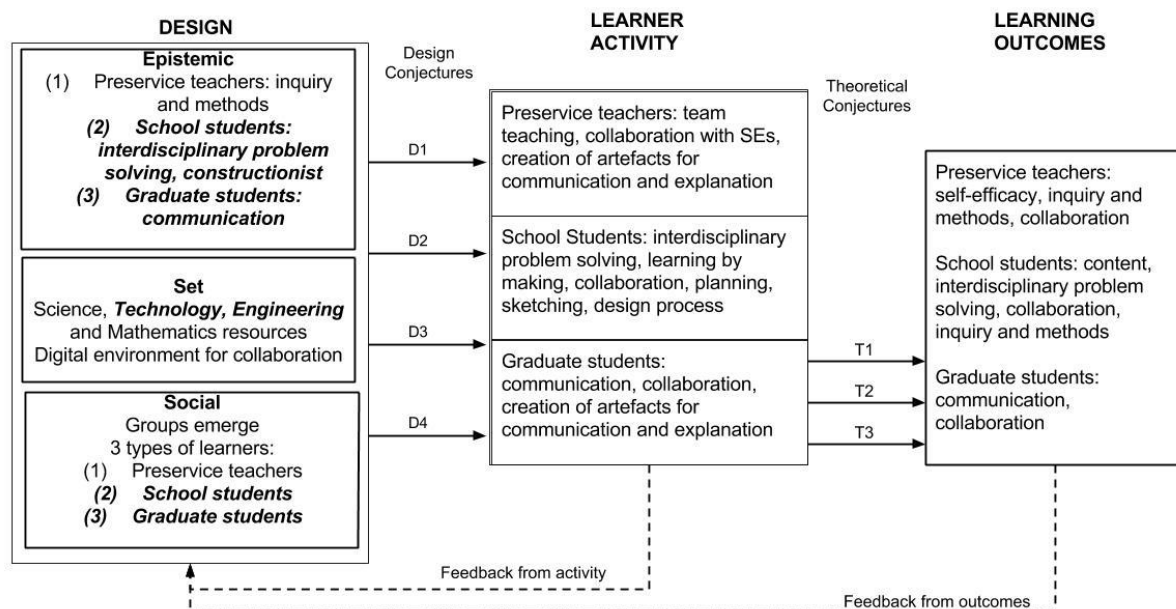 DESIGN
Epistemic
(1) Preservice teachers: inquiry
and methods
(2) School students:
interdisciplinary problem
solving, constructionist
(3) Graduate students:
communication
Set
Science, Technology, Engineering
and Mathematics resources
Digital environment for collaboration
Social
Groups emerge
3 types of learners:
(1) Preservice teachers
(2) School students
(3) Graduate students
Design
Conjectures
D1
D2
D3
D4
LEARNER
ACTIVITY
Preservice teachers: team
teaching, collaboration with SEs,
creation of artefacts for
communication and explanation
School Students: interdisciplinary
problem solving, learning by
making, collaboration, planning,
sketching, design process
Graduate students:
communication, collaboration,
creation of artefacts for
communication and explanation
Theoretical
Conjectures
T1
T2
T3
LEARNING
OUTCOMES
Preservice teachers:
self-efficacy, inquiry and
methods, collaboration
School students: content,
interdisciplinary problem
solving, collaboration,
inquiry and methods
Graduate students:
communication,
collaboration
Feedback from activity
Feedback from outcomes